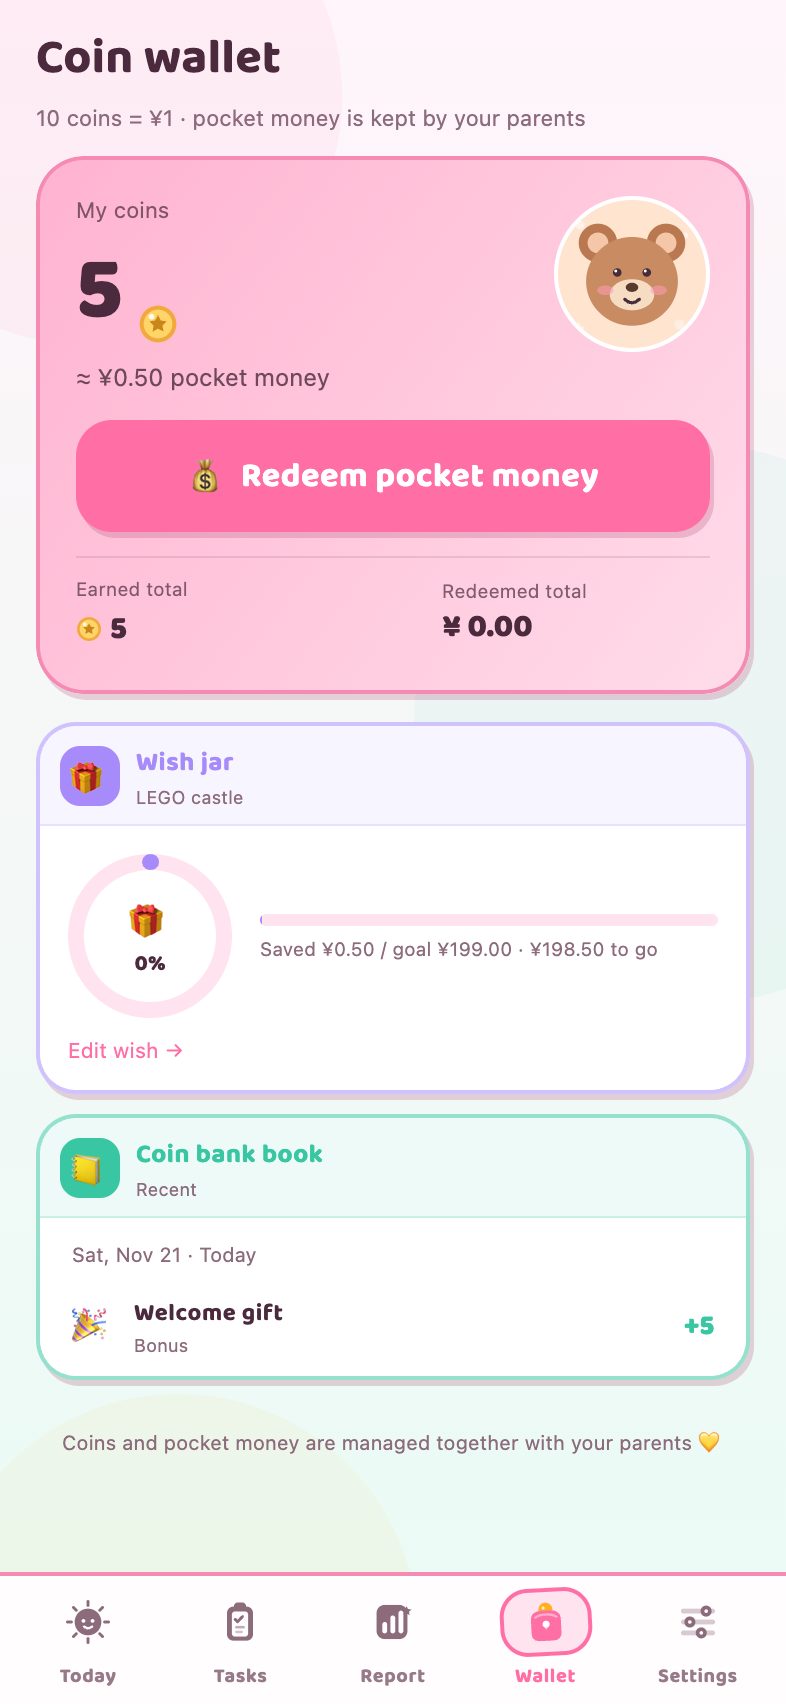 Coin wallet
10 coins = ¥1 · pocket money is kept by your parents
My coins
5
≈ ¥0.50 pocket money
Redeem pocket money
Earned total
5
Redeemed total
¥ 0.00
Wish jar
LEGO castle
0%
Saved ¥0.50 / goal ¥199.00 · ¥198.50 to go
Edit wish →
Coin bank book
Recent
Sat, Nov 21 · Today
Welcome gift
Bonus
+5
Coins and pocket money are managed together with your parents 💛
Today
Tasks
Report
Wallet
Settings